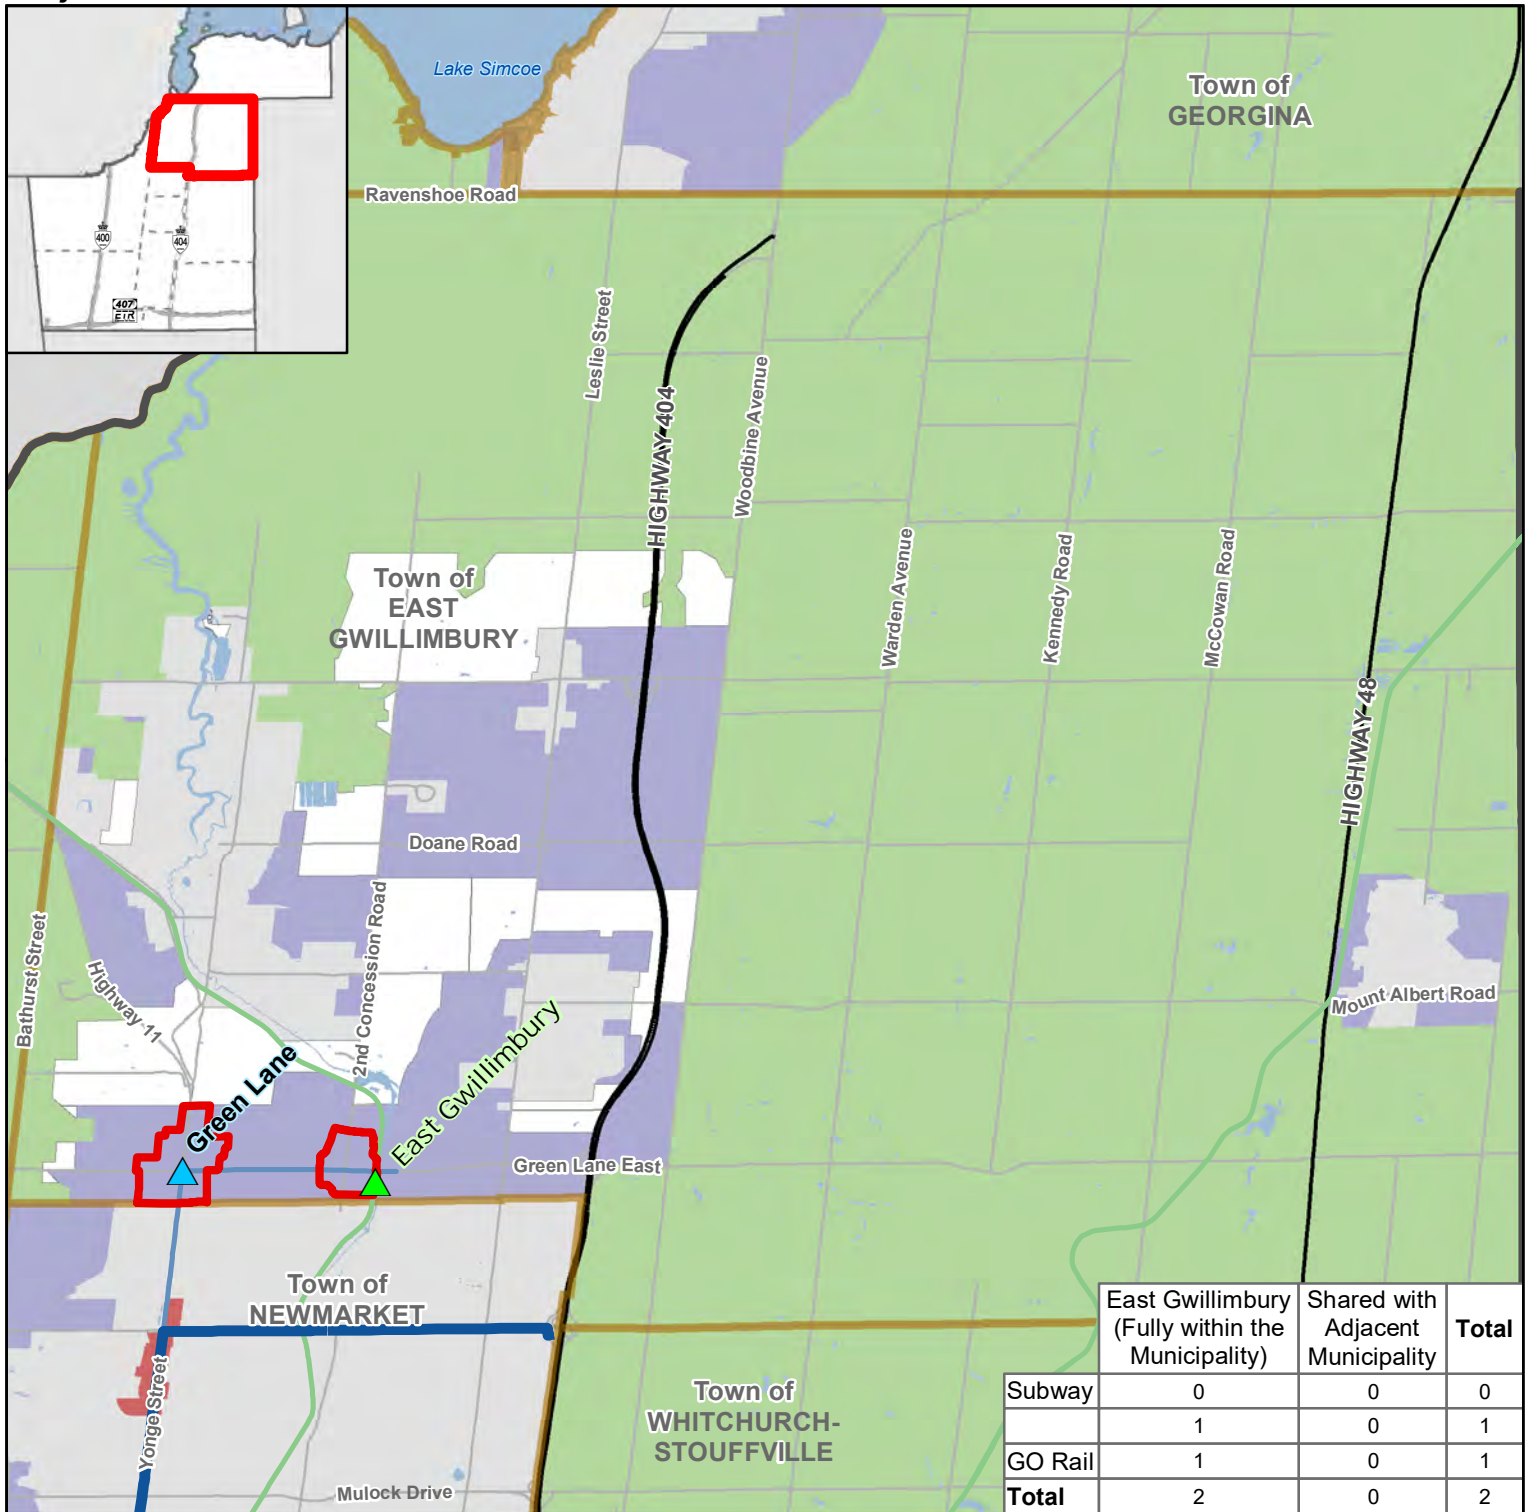 Lake Simcoe
Town of
GEORGINA
400
404
407
ETR
Ravenshoe Road
Leslie Street
HIGHWAY 404
Woodbine Avenue
Town of
EAST
GWILLIMBURY
Warden Avenue
Kennedy Road
McCowan Road
HIGHWAY 48
Doane Road
Bathurst Street
Highway 11
2nd Concession Road
Mount Albert Road
Green Lane
East Gwillimbury
Green Lane East
Town of
NEWMARKET
Yonge Street
Town of
WHITCHURCH-
STOUFFVILLE
Mulock Drive
East Gwillimbury
(Fully within the
Municipality)
Shared with
Adjacent
Municipality
Total
Subway 0 0 0
1 0 1
GO Rail 1 0 1
Total 2 0 2